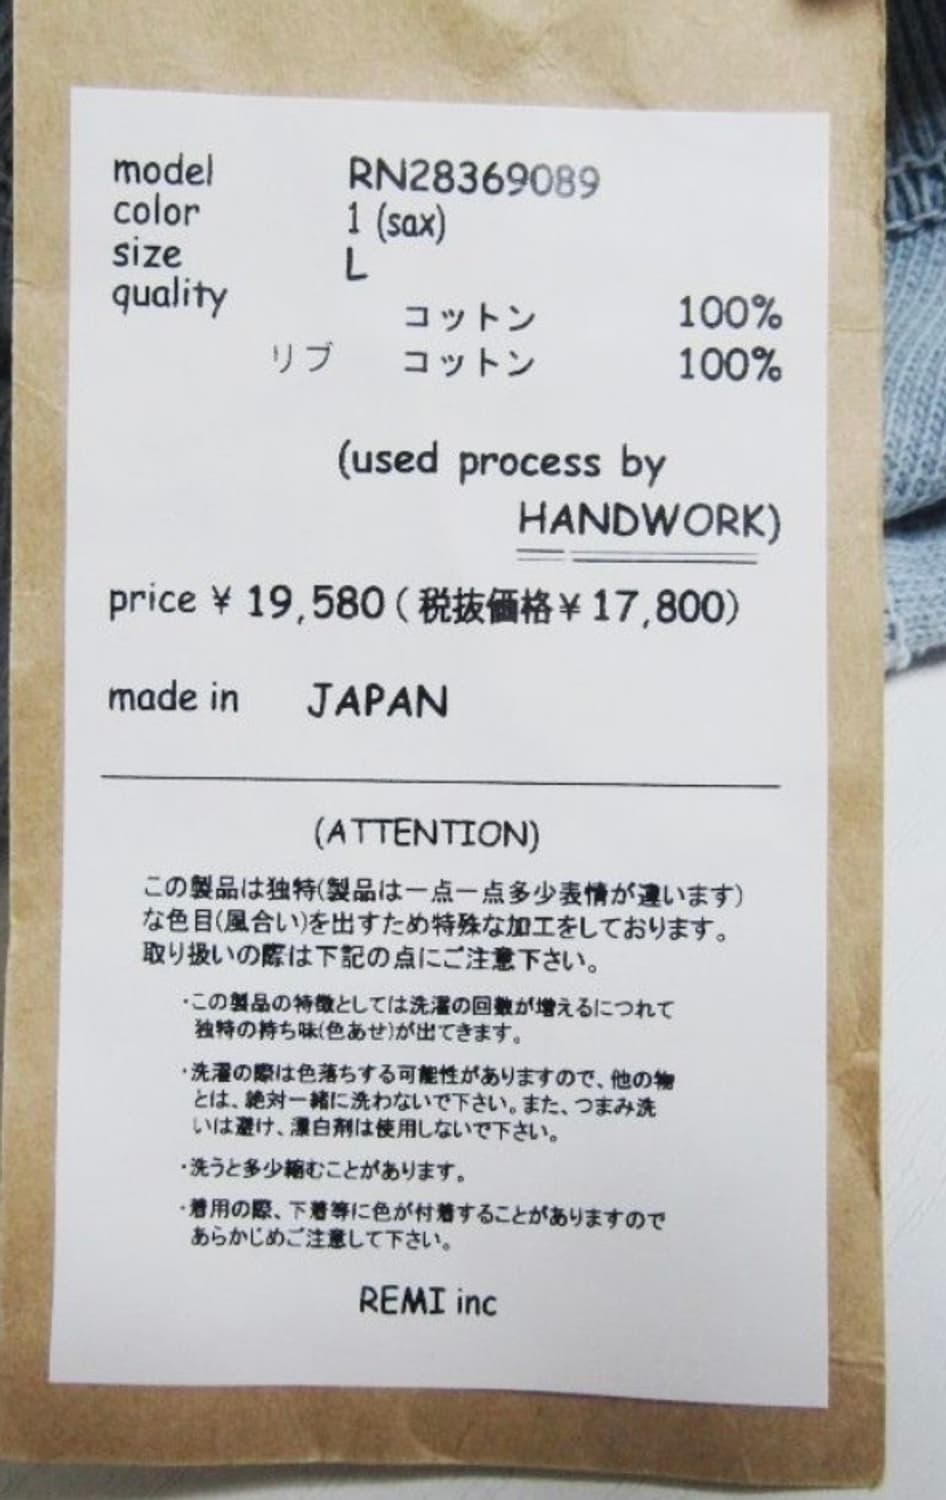 model RN28369089
color 1 (sax)
size L
quality
コットン 100%
リブ コットン 100%
(used process by
HANDWORK)
price ¥ 19,580 ( 税抜価格 ¥ 17,800)
made in JAPAN
(ATTENTION)
この製品は独特(製品は一点一点多少表情が違います)
な色目(風合い)を出すため特殊な加工をしております。
取り扱いの際は下記の点にご注意下さい。
・この製品の特徴としては洗濯の回数が増えるにつれて
独特の持ち味(色あせ)が出てきます。
・洗濯の際は色落ちする可能性がありますので、他の物
とは、絶対一緒に洗わないで下さい。また、つまみ洗
いは避け、漂白剤は使用しないで下さい。
・洗うと多少縮むことがあります。
・着用の際、下着等に色が付着することがありますので
あらかじめご注意して下さい。
REMI inc